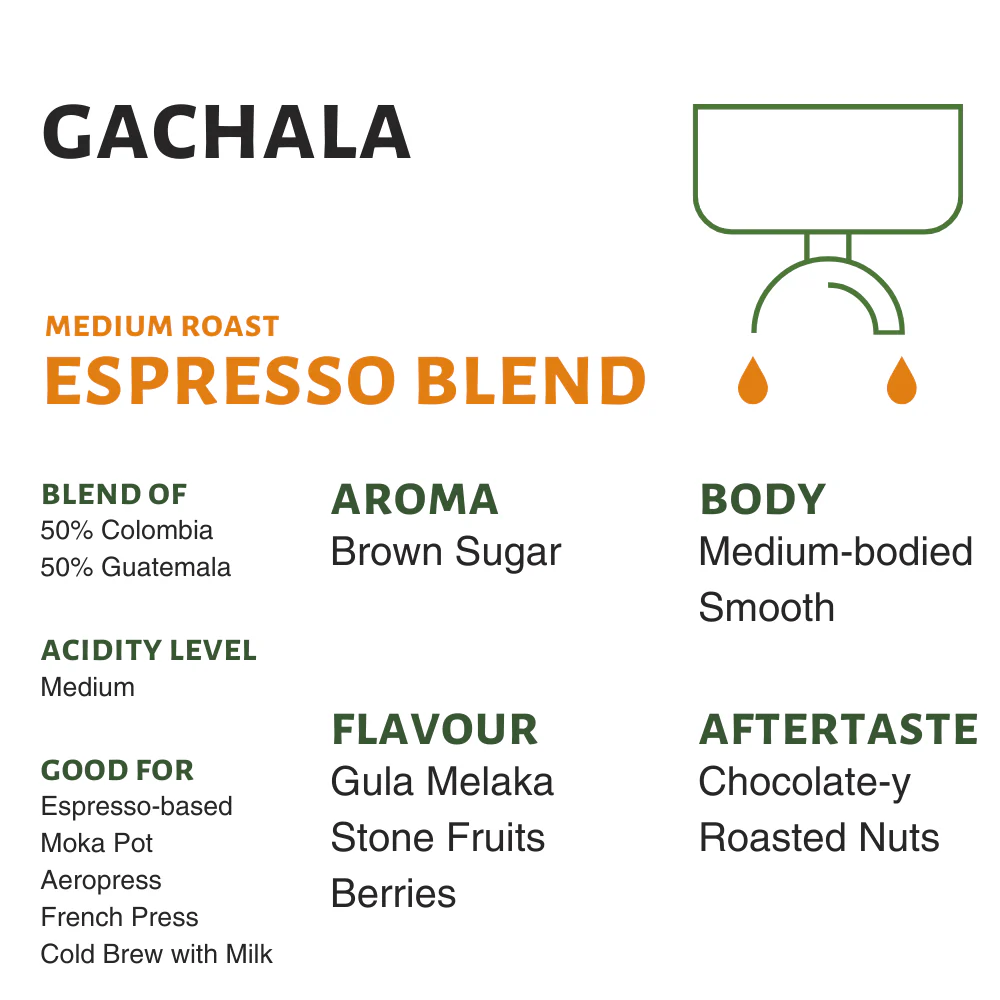 GACHALA
MEDIUM ROAST
ESPRESSO BLEND
BLEND OF
50% Colombia
50% Guatemala
ACIDITY LEVEL
Medium
GOOD FOR
Espresso-based
Moka Pot
Aeropress
French Press
Cold Brew with Milk
AROMA
Brown Sugar
FLAVOUR
Gula Melaka
Stone Fruits
Berries
BODY
Medium-bodied
Smooth
AFTERTASTE
Chocolate-y
Roasted Nuts